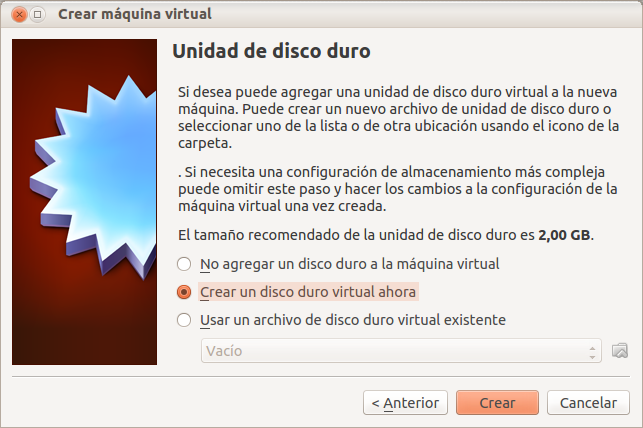 Crear máquina virtual
Unidad de disco duro
Si desea puede agregar una unidad de disco duro virtual a la nueva
máquina. Puede crear un nuevo archivo de unidad de disco duro o
seleccionar uno de la lista o de otra ubicación usando el icono de la
carpeta.
. Si necesita una configuración de almacenamiento más compleja
puede omitir este paso y hacer los cambios a la configuración de la
máquina virtual una vez creada.
El tamaño recomendado de la unidad de disco duro es 2,00 GB.
No agregar un disco duro a la máquina virtual
Crear un disco duro virtual ahora
Usar un archivo de disco duro virtual existente
Vacío
< Anterior
Crear
Cancelar